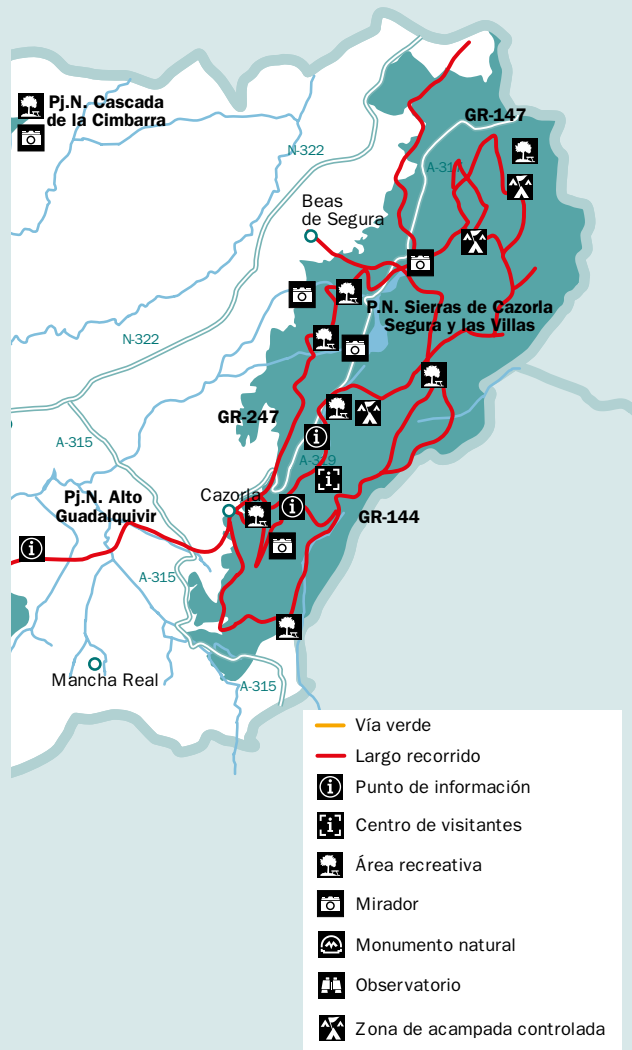 Pj.N. Cascada
de la Cimbarra
GR-147
N-322
A-317
Beas
de Segura
P.N. Sierras de Cazorla
Segura y las Villas
N-322
GR-247
A-315
A-319
Pj.N. Alto
Guadalquivir
Cazorla
GR-144
A-315
Mancha Real
A-315
Vía verde
Largo recorrido
Punto de información
Centro de visitantes
Área recreativa
Mirador
Monumento natural
Observatorio
Zona de acampada controlada